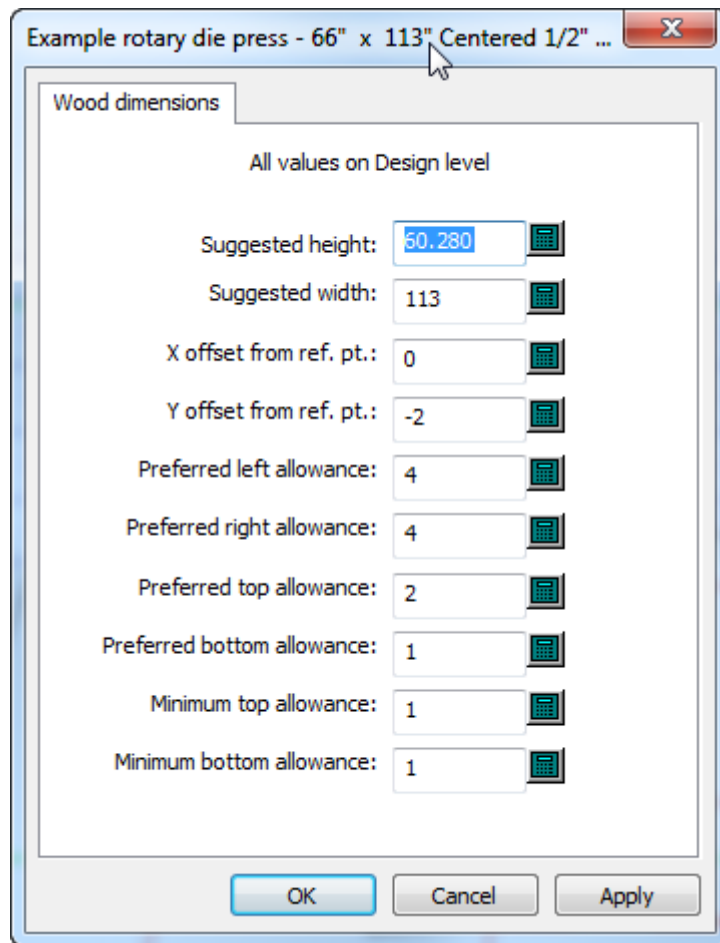 Example rotary die press - 66" x 113" Centered 1/2" ...
Wood dimensions
All values on Design level
Suggested height: 60.280
Suggested width: 113
X offset from ref. pt.: 0
Y offset from ref. pt.: -2
Preferred left allowance: 4
Preferred right allowance: 4
Preferred top allowance: 2
Preferred bottom allowance: 1
Minimum top allowance: 1
Minimum bottom allowance: 1
OK Cancel Apply